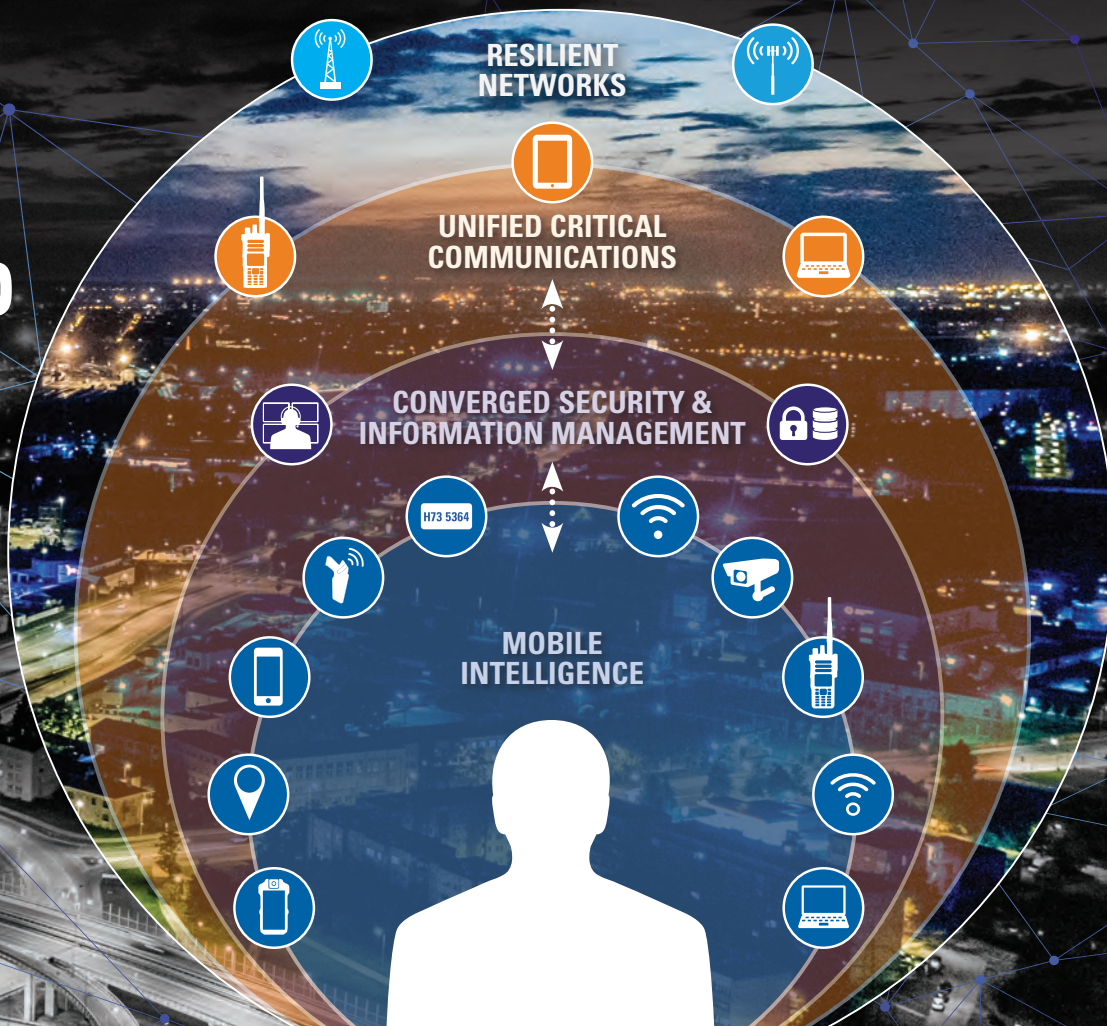 RESILIENT
NETWORKS
UNIFIED CRITICAL
COMMUNICATIONS
CONVERGED SECURITY &
INFORMATION MANAGEMENT
H73 5364
MOBILE
INTELLIGENCE